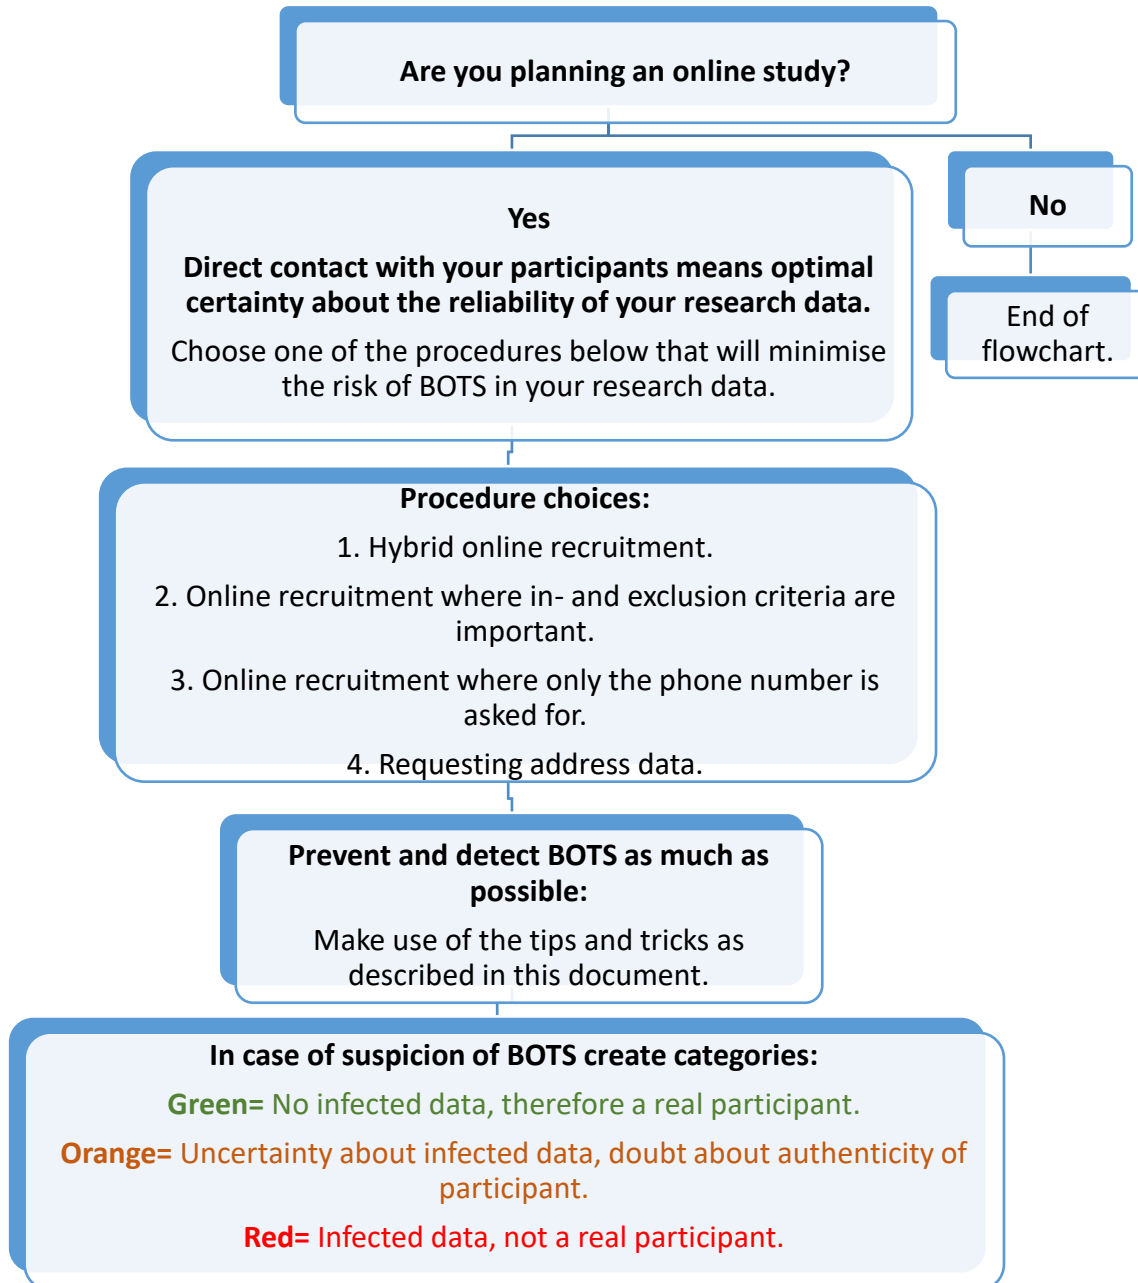 Are you planning an online study?
Yes
No
Direct contact with your participants means optimal
certainty about the reliability of your research data.
Choose one of the procedures below that will minimise
the risk of BOTS in your research data.
End of
flowchart.
Procedure choices:
1. Hybrid online recruitment.
2. Online recruitment where in- and exclusion criteria are
important.
3. Online recruitment where only the phone number is
asked for.
4. Requesting address data.
Prevent and detect BOTS as much as
possible:
Make use of the tips and tricks as
described in this document.
In case of suspicion of BOTS create categories:
Green= No infected data, therefore a real participant.
Orange= Uncertainty about infected data, doubt about authenticity of
participant.
Red= Infected data, not a real participant.